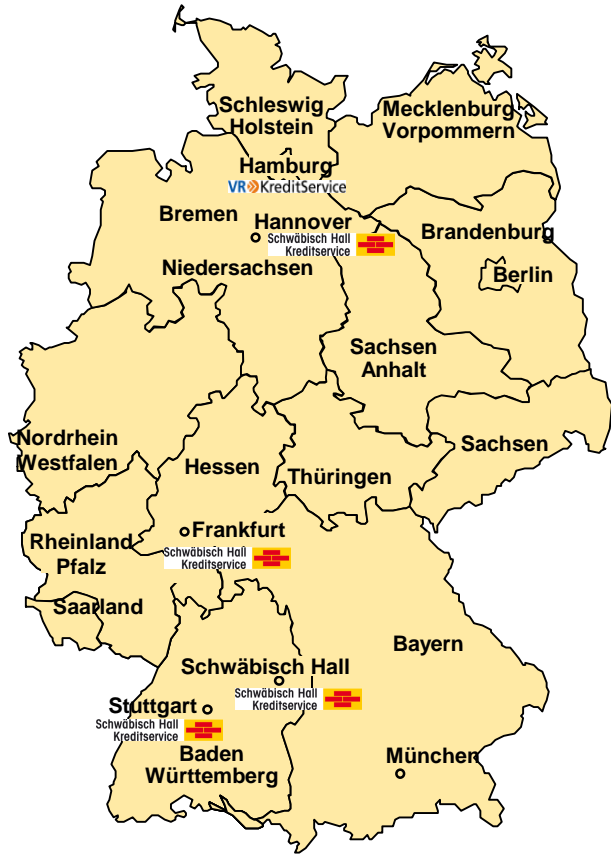 Schleswig
Holstein
Mecklenburg
Vorpommern
Hamburg
VR KreditService
Bremen
Hannover
Schwäbisch Hall
Kreditservice
Brandenburg
Berlin
Niedersachsen
Sachsen
Anhalt
Nordrhein
Westfalen
Hessen
Thüringen
Sachsen
Frankfurt
Schwäbisch Hall
Kreditservice
Rheinland
Pfalz
Saarland
Bayern
Schwäbisch Hall
Schwäbisch Hall
Kreditservice
Stuttgart
Schwäbisch Hall
Kreditservice
Baden
Württemberg
München